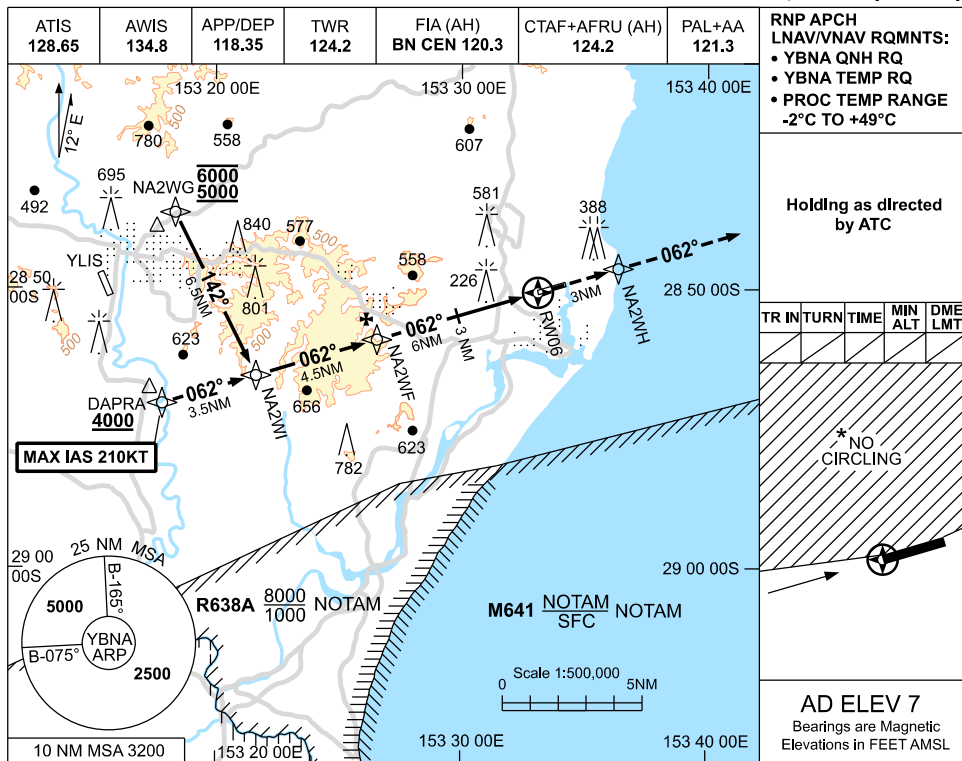 ATIS 128.65
AWIS 134.8
APP/DEP 118.35
TWR 124.2
FIA (AH) BN CEN 120.3
CTAF+AFRU (AH) 124.2
PAL+AA 121.3
RNP APCH
LNAV/VNAV RQMNTS:
• YBNA QNH RQ
• YBNA TEMP RQ
• PROC TEMP RANGE
-2°C TO +49°C
Holding as directed
by ATC
TR IN TURN TIME MIN ALT DME LMT
*NO
CIRCLING
AD ELEV 7
Bearings are Magnetic
Elevations in FEET AMSL
153 20 00E
153 30 00E
153 40 00E
12° E
500
780
558
607
695
NA2WG
6000
5000
492
581
388
840
577
500
YLIS
142°
6.5NM
558
226
062°
28 50
00S
801
3NM
NA2WH
28 50 00S
RW06
500
623
500
062°
6NM
3 NM
NA2WF
062°
4.5NM
656
NA2WI
062°
3.5NM
DAPRA
4000
MAX IAS 210KT
782
623
29 00
00S
25 NM MSA
B-165°
5000
YBNA
ARP
B-075°
2500
10 NM MSA 3200
R638A 8000
1000 NOTAM
M641 NOTAM
SFC NOTAM
29 00 00S
Scale 1:500,000
0 5NM
153 20 00E
153 30 00E
153 40 00E